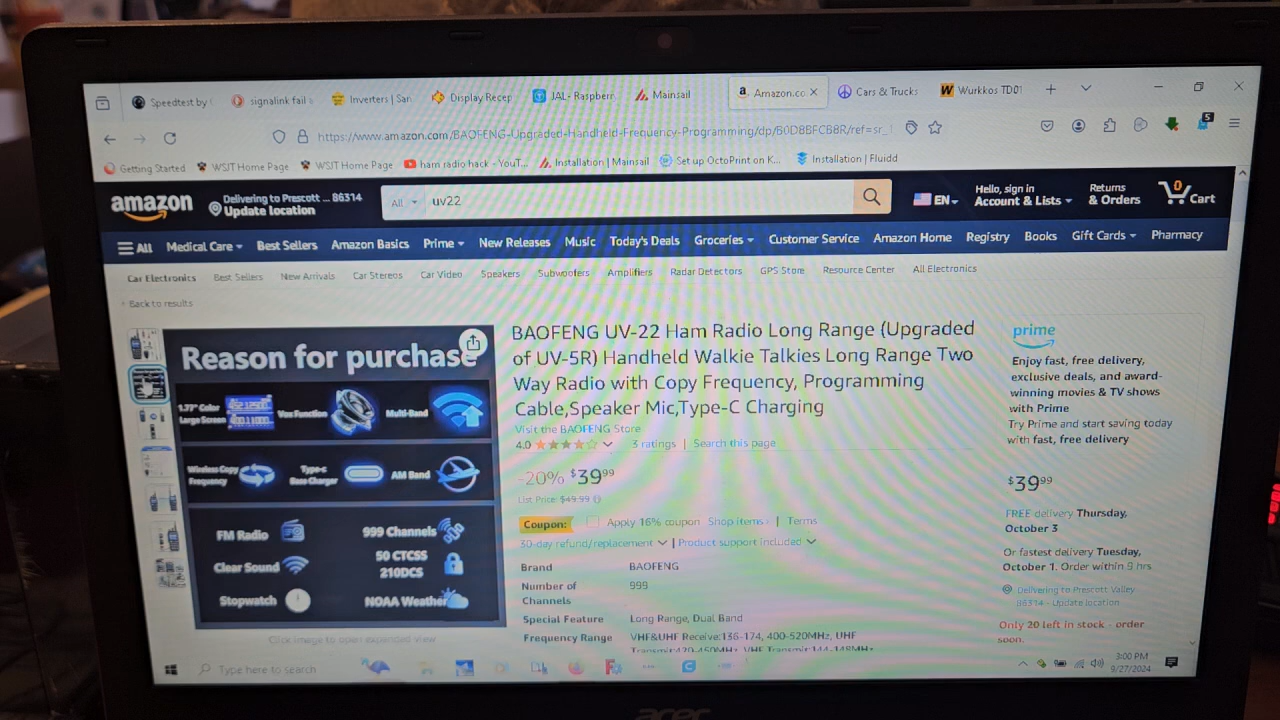 Speedtest by
signalink fail
Inverters | San
Display Recep
JAL - Raspberr
Mainsail
Amazon.co
Cars & Trucks
Wurkkos TD01
https://www.amazon.com/BAOFENG-Upgraded-Handheld-Frequency-Programming/dp/B0D8BFCB8R/ref=sr_1
5
Getting Started
WSJT Home Page
WSJT Home Page
ham radio hack - YouT...
Installation | Mainsail
Set up OctoPrint on K...
Installation | Fluidd
amazon
Delivering to Prescott ... 86314
Update location
All
uv22
EN
Hello, sign in
Account & Lists
Returns
& Orders
0
Cart
All
Medical Care
Best Sellers
Amazon Basics
Prime
New Releases
Music
Today's Deals
Groceries
Customer Service
Amazon Home
Registry
Books
Gift Cards
Pharmacy
Car Electronics
Best Sellers
New Arrivals
Car Stereos
Car Video
Speakers
Subwoofers
Amplifiers
Radar Detectors
GPS Store
Resource Center
All Electronics
‹ Back to results
Reason for purchase
1.77" Color
Large Screen
Vox Function
Multi-Band
Wireless Copy
Frequency
Type-c
Base Charger
AM Band
FM Radio
999 Channels
Clear Sound
50 CTCSS
210DCS
Stopwatch
NOAA Weather
Click image to open expanded view
BAOFENG UV-22 Ham Radio Long Range (Upgraded
of UV-5R) Handheld Walkie Talkies Long Range Two
Way Radio with Copy Frequency, Programming
Cable,Speaker Mic,Type-C Charging
Visit the BAOFENG Store
4.0
3 ratings | Search this page
-20% $39.99
List Price: $49.99
Coupon:
Apply 16% coupon Shop items › | Terms
30-day refund/replacement
| Product support included
Brand
BAOFENG
Number of
Channels
999
Special Feature
Long Range, Dual Band
Frequency Range
VHF&UHF Receive:136-174, 400-520MHz, UHF
Transmit:420-450MHz, VHF Transmit:144-148MHz
prime
Enjoy fast, free delivery,
exclusive deals, and award-
winning movies & TV shows
with Prime
Try Prime and start saving today
with fast, free delivery
$39.99
FREE delivery Thursday,
October 3
Or fastest delivery Tuesday,
October 1. Order within 9 hrs
Delivering to Prescott Valley
86314 - Update location
Only 20 left in stock - order
soon.
Type here to search
3:00 PM
9/27/2024
acer